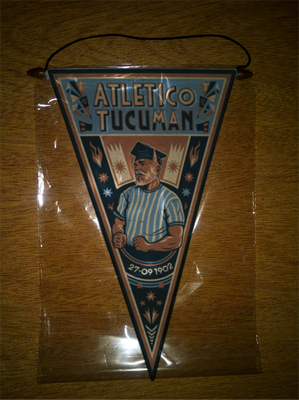 ATLETICO
TUCUMAN
27-09 1902